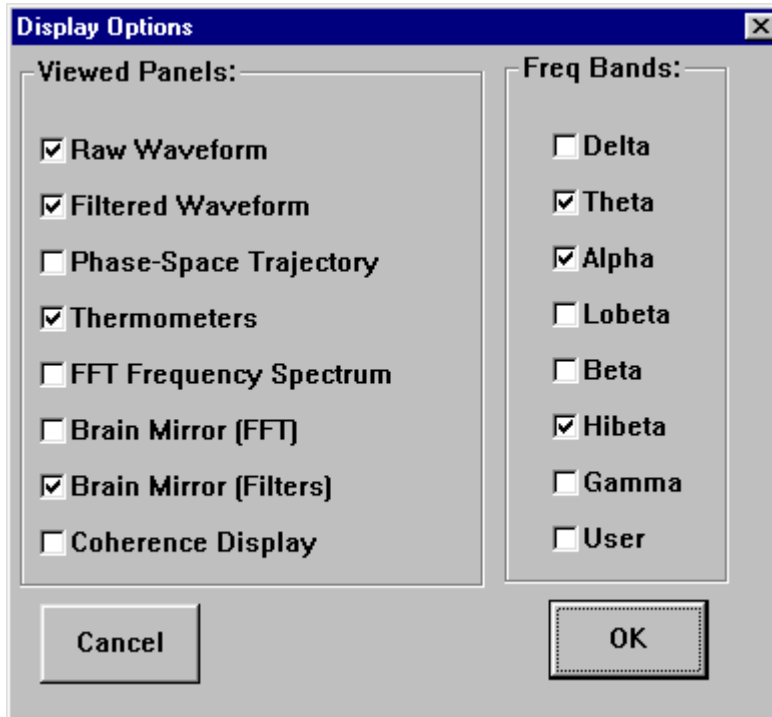 Display Options
Viewed Panels:
Raw Waveform
Filtered Waveform
Phase-Space Trajectory
Thermometers
FFT Frequency Spectrum
Brain Mirror (FFT)
Brain Mirror (Filters)
Coherence Display
Freq Bands:
Delta
Theta
Alpha
Lobeta
Beta
Hibeta
Gamma
User
Cancel
OK